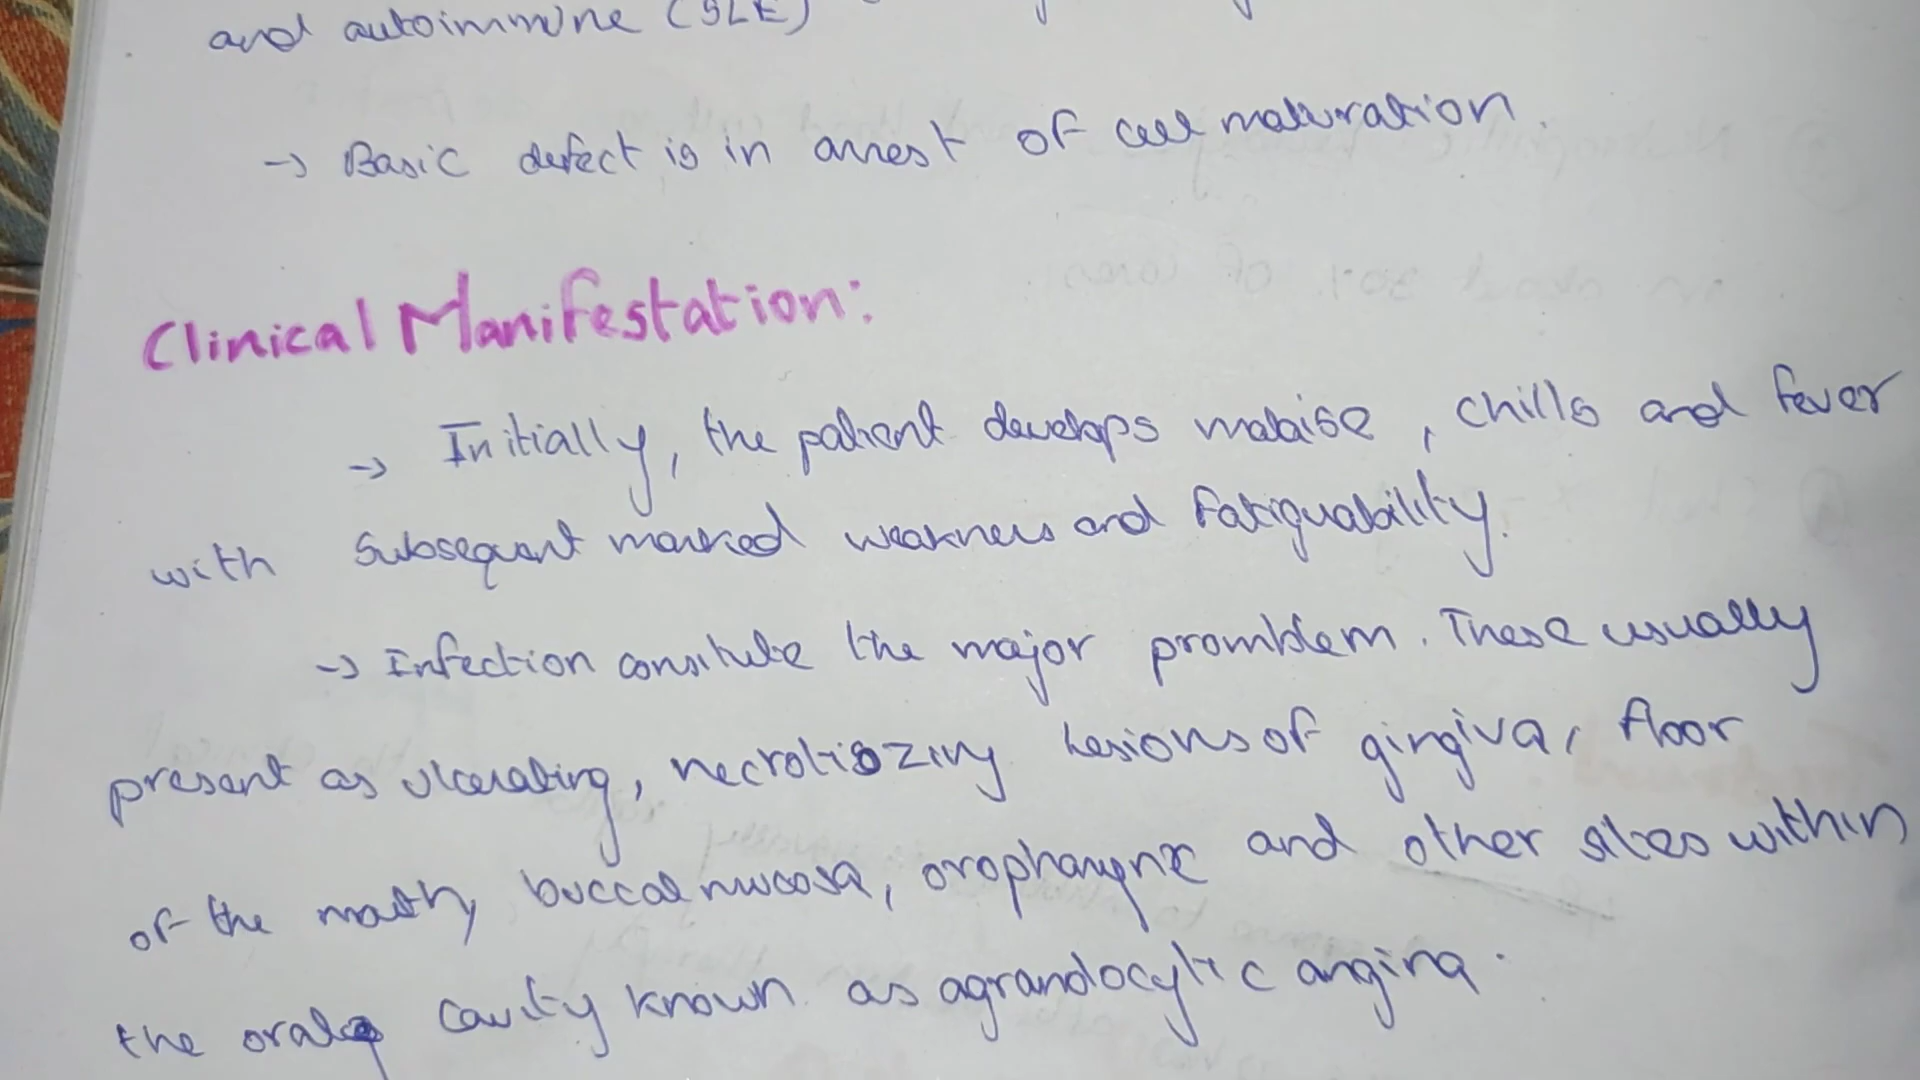 and autoimmune (SLE)
→ Basic defect is in arrest of cell maturation.
Clinical Manifestation:
→ Initially, the patient develops malaise, chills and fever
with subsequent marked weakness and fatiguability.
→ Infection consitute the major promblem. These usually
present as ulcerating, necrotiszing lesions of gingiva, floor
of the mouth, buccal mucosa, oropharynx and other sites within
the oral cavity known as agranulocytic angina.